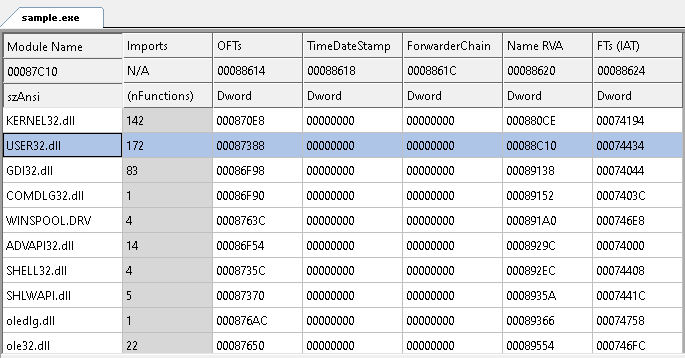 sample.exe
Module Name Imports OFTs TimeDateStamp ForwarderChain Name RVA FTs (IAT)
00087C10 N/A 00088614 00088618 0008861C 00088620 00088624
szAnsi (nFunctions) Dword Dword Dword Dword Dword
KERNEL32.dll 142 000870E8 00000000 00000000 000880CE 00074194
USER32.dll 172 00087388 00000000 00000000 00088C10 00074434
GDI32.dll 83 00086F98 00000000 00000000 00089138 00074044
COMDLG32.dll 1 00086F90 00000000 00000000 00089152 0007403C
WINSPOOL.DRV 4 0008763C 00000000 00000000 000891A0 000746E8
ADVAPI32.dll 14 00086F54 00000000 00000000 0008929C 00074000
SHELL32.dll 4 0008735C 00000000 00000000 000892EC 00074408
SHLWAPI.dll 5 00087370 00000000 00000000 0008935A 0007441C
oledlg.dll 1 000876AC 00000000 00000000 00089366 00074758
ole32.dll 22 00087650 00000000 00000000 00089554 000746FC